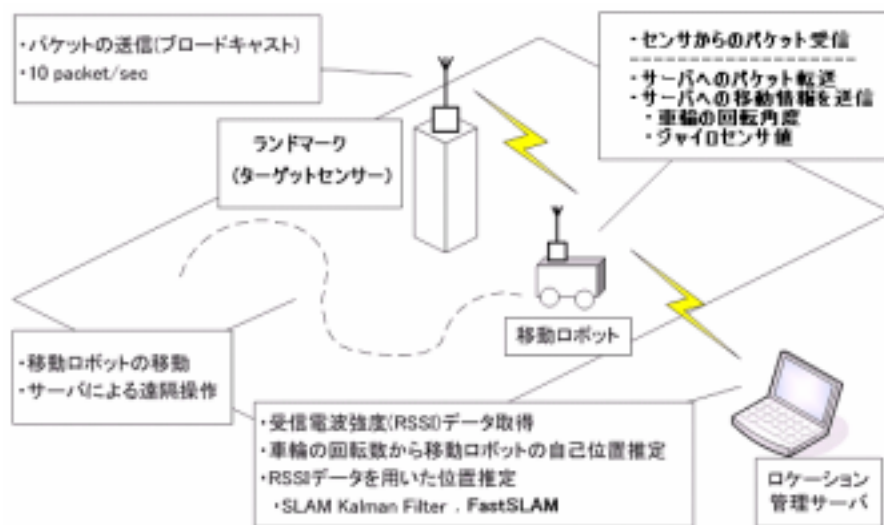 ・パケットの送信(ブロードキャスト)
・10 packet/sec
・センサからのパケット受信
・サーバへのパケット転送
・サーバへの移動情報を送信
・車輪の回転角度
・ジャイロセンサ値
ランドマーク
(ターゲットセンサー)
移動ロボット
・移動ロボットの移動
・サーバによる遠隔操作
・受信電波強度(RSSI)データ取得
・車輪の回転数から移動ロボットの自己位置推定
・RSSIデータを用いた位置推定
・SLAM Kalman Filter . FastSLAM
ロケーション
管理サーバ